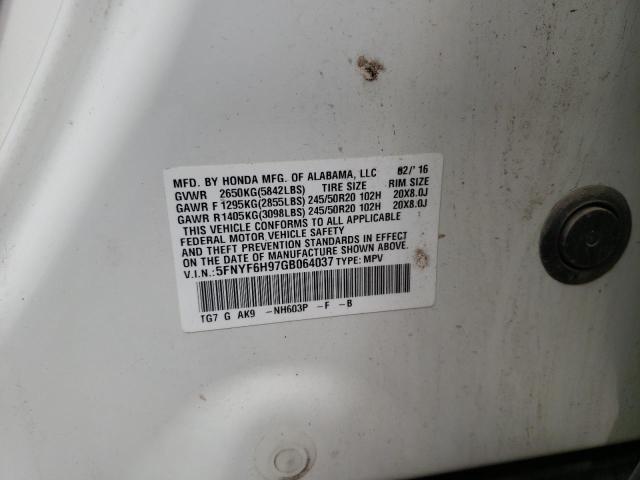 MFD. BY HONDA MFG. OF ALABAMA, LLC 02/'16
GVWR 2650KG(5842LBS) TIRE SIZE RIM SIZE
GAWR F 1295KG(2855LBS) 245/50R20 102H 20X8.0J
GAWR R 1405KG(3098LBS) 245/50R20 102H 20X8.0J
THIS VEHICLE CONFORMS TO ALL APPLICABLE
FEDERAL MOTOR VEHICLE SAFETY
AND THEFT PREVENTION STANDARDS IN EFFECT
ON THE DATE OF MANUFACTURE SHOWN ABOVE.
V.I.N.: 5FNYF6H97GB064037 TYPE: MPV
TG7 G AK9 -NH603P -F -B